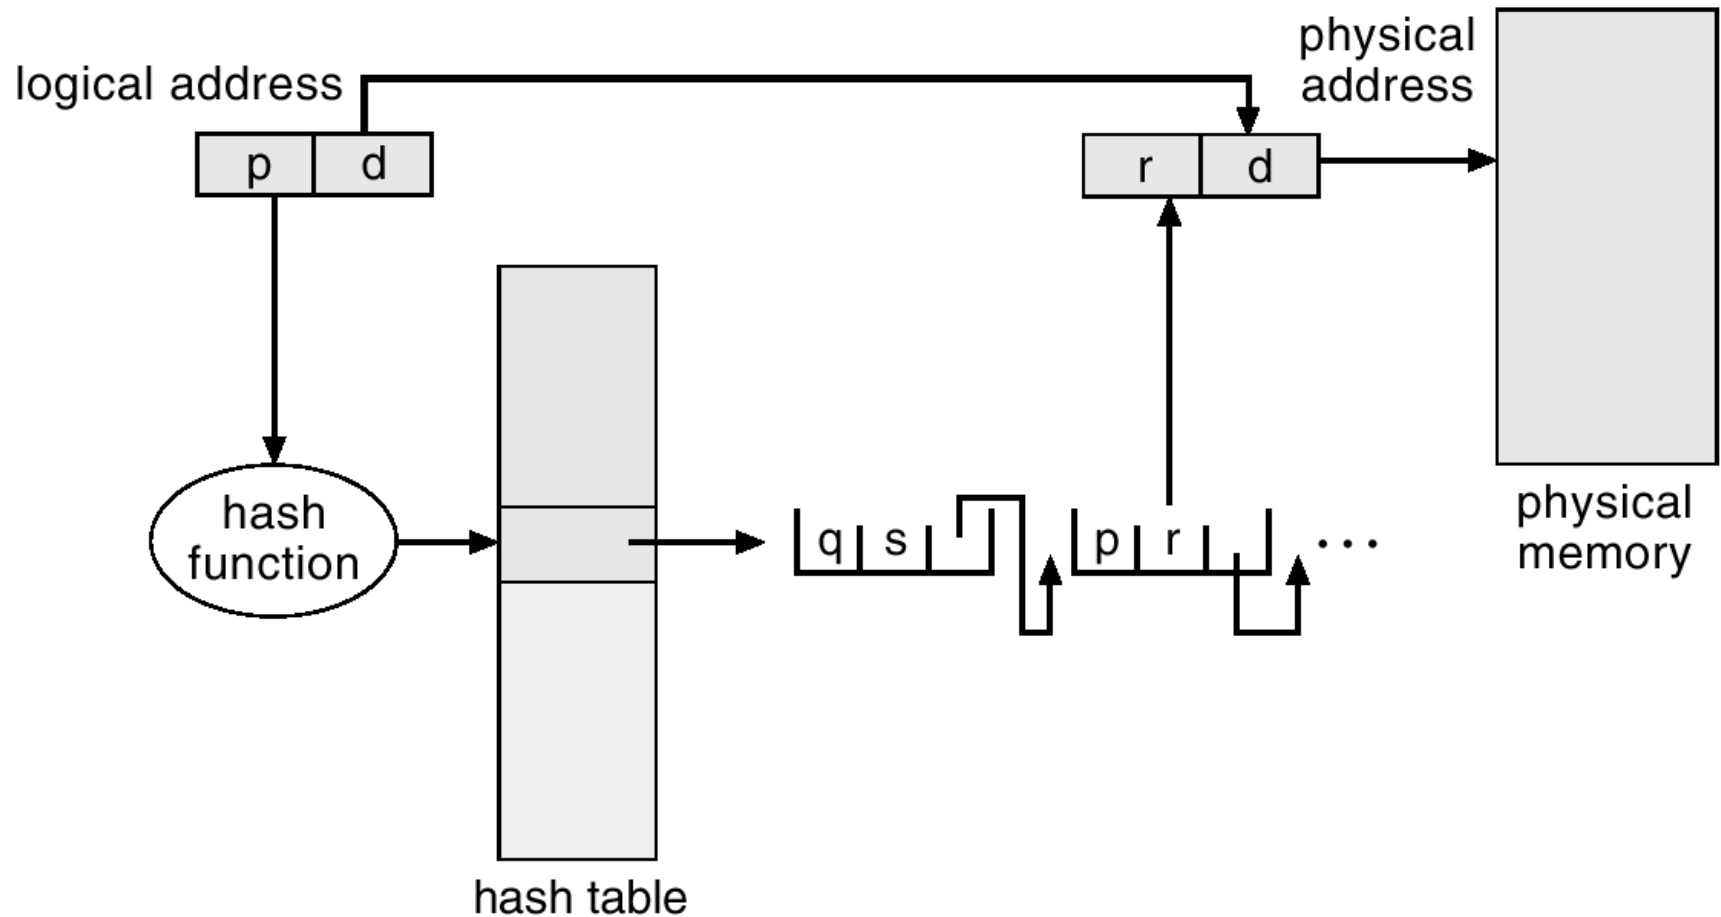 physical
address
logical address
p d
r d
hash
function
q s
p r
...
physical
memory
hash table